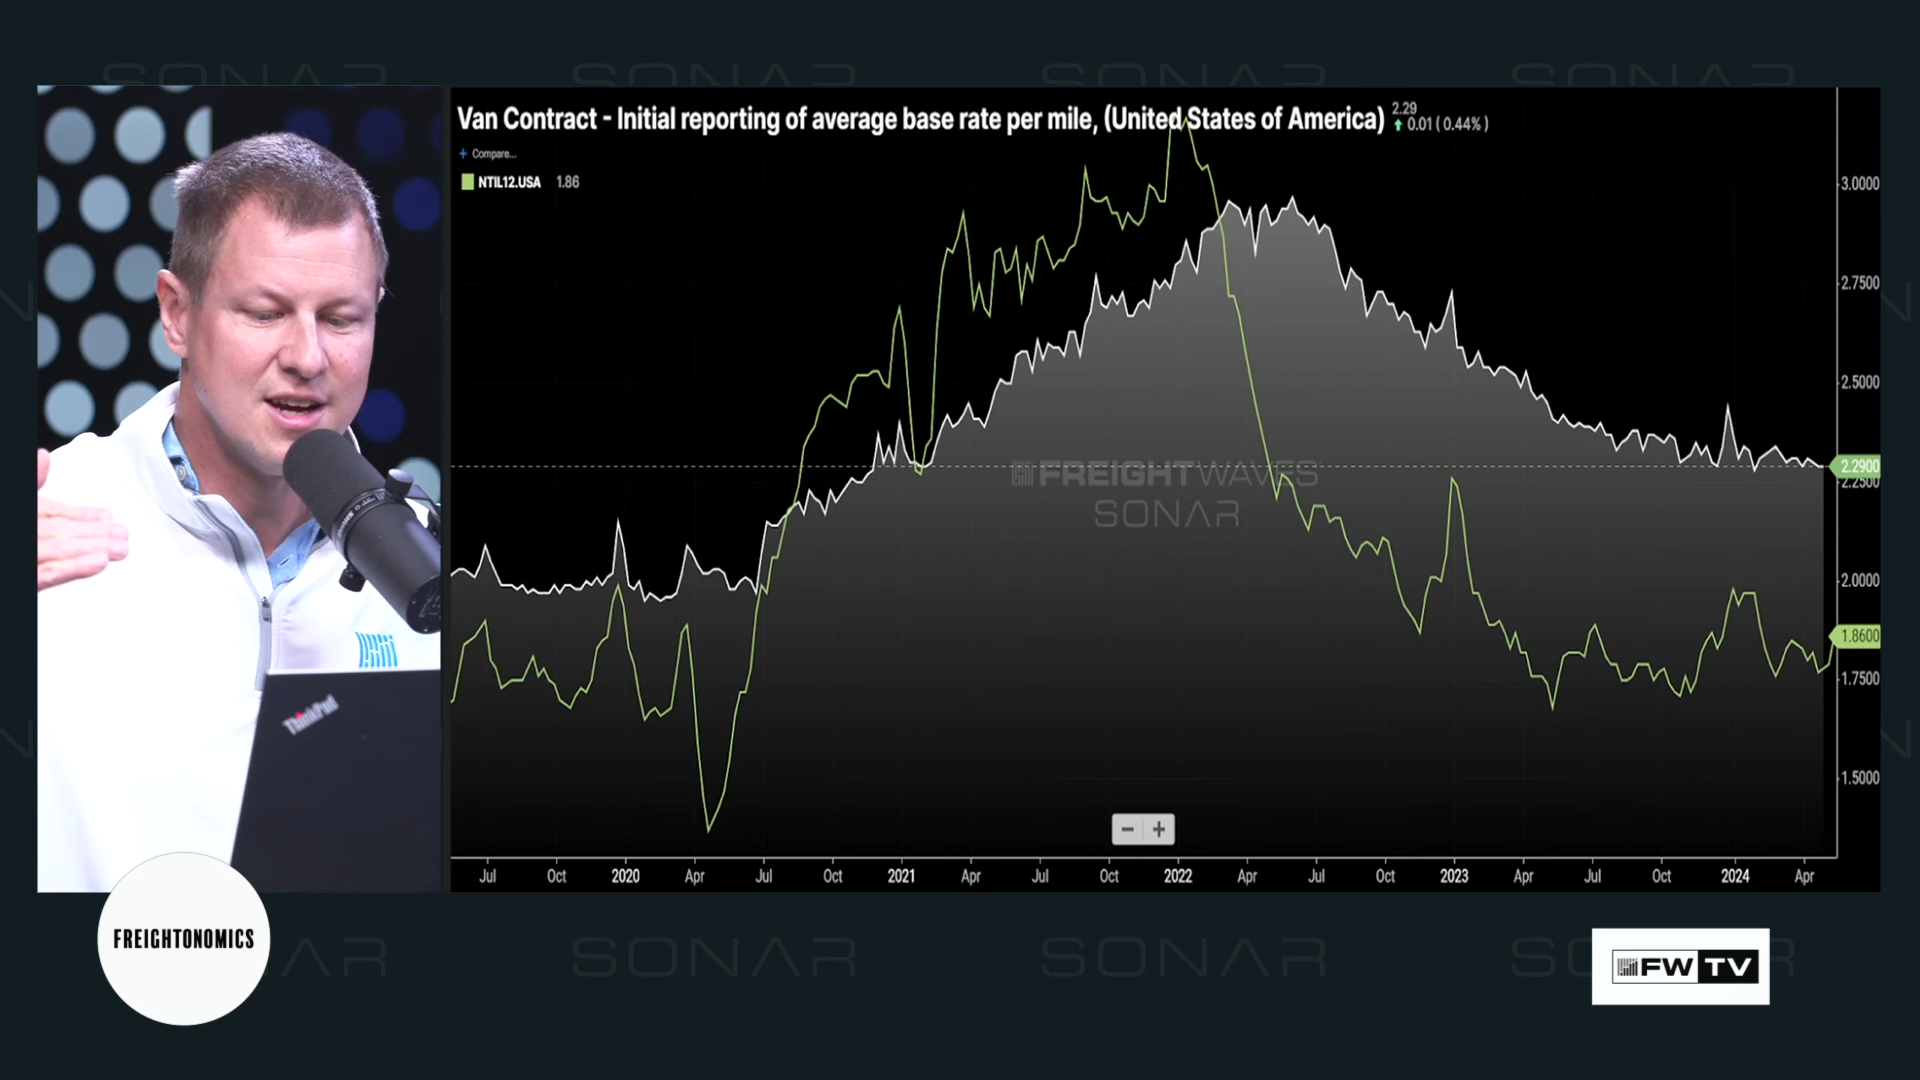 SONAR SONAR SONAR SONAR
Van Contract - Initial reporting of average base rate per mile, (United States of America)
2.29
0.01 ( 0.44% )
+ Compare...
NTIL12.USA 1.86
3.0000
2.7500
2.5000
2.2900
2.2500
2.0000
1.8600
1.7500
1.5000
FREIGHTWAVES
SONAR
ThinkPad
− +
Jul Oct 2020 Apr Jul Oct 2021 Apr Jul Oct 2022 Apr Jul Oct 2023 Apr Jul Oct 2024 Apr
FREIGHTONOMICS
SONAR SONAR
FWTV